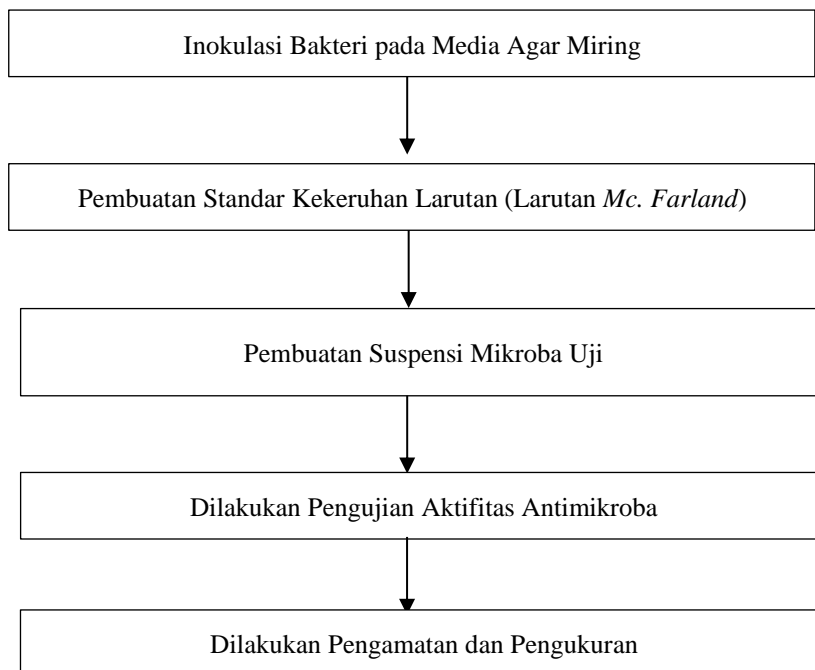 Inokulasi Bakteri pada Media Agar Miring
Pembuatan Standar Kekeruhan Larutan (Larutan Mc. Farland)
Pembuatan Suspensi Mikroba Uji
Dilakukan Pengujian Aktifitas Antimikroba
Dilakukan Pengamatan dan Pengukuran